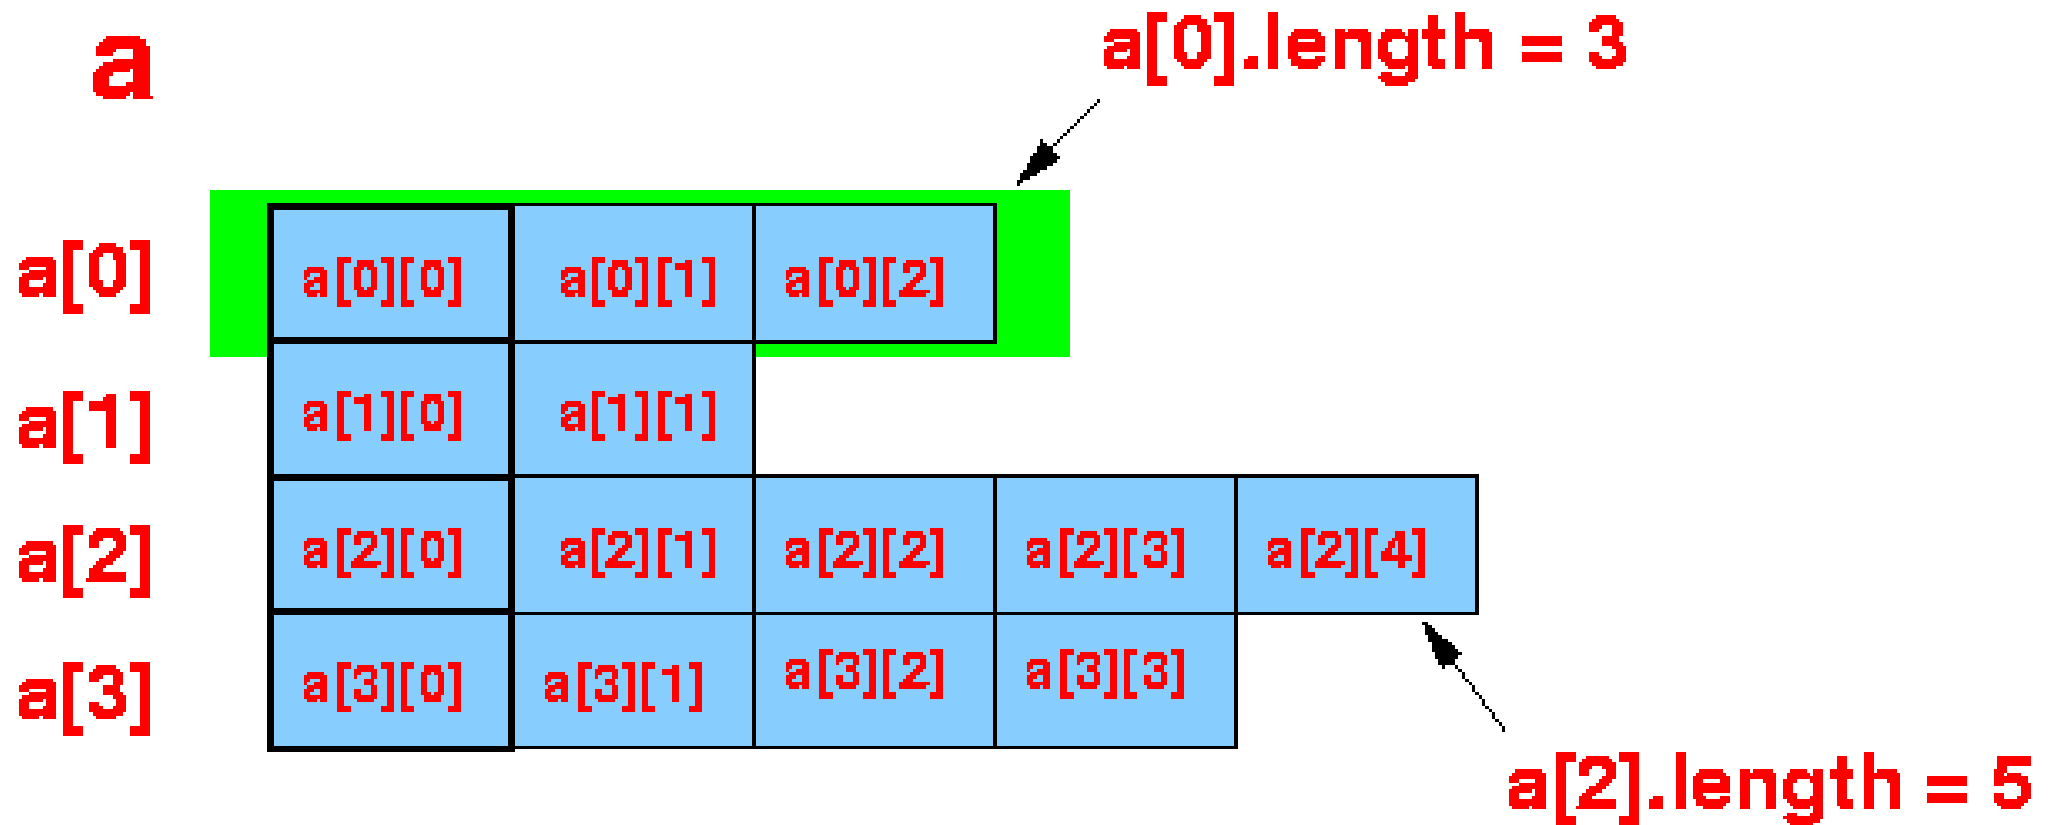 a
a[0].length = 3
a[0] a[0][0] a[0][1] a[0][2]
a[1] a[1][0] a[1][1]
a[2] a[2][0] a[2][1] a[2][2] a[2][3] a[2][4]
a[3] a[3][0] a[3][1] a[3][2] a[3][3]
a[2].length = 5